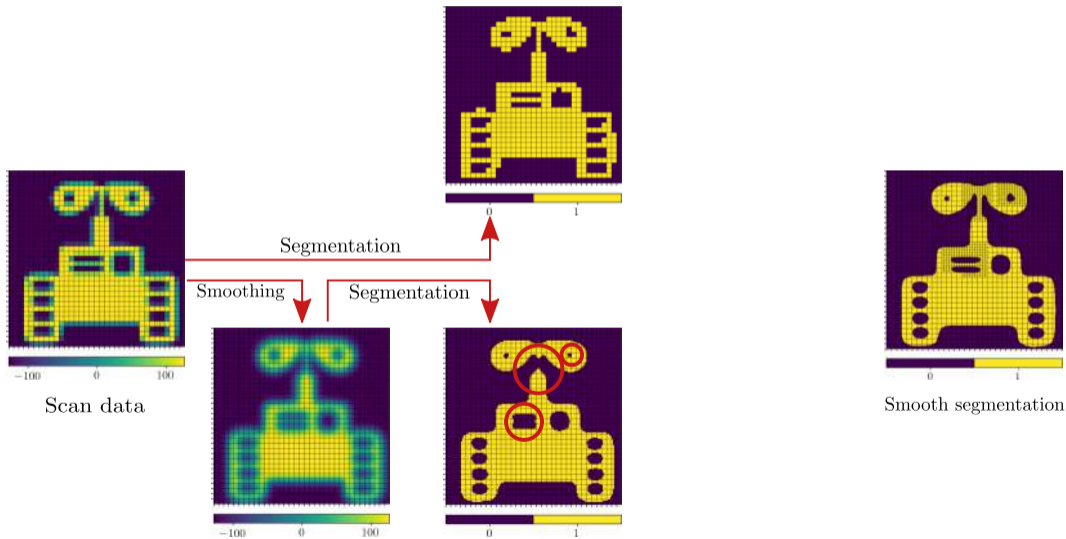 0 1
Segmentation
Smoothing
Segmentation
−100 0 100
0 1
Scan data
Smooth segmentation
−100 0 100
0 1